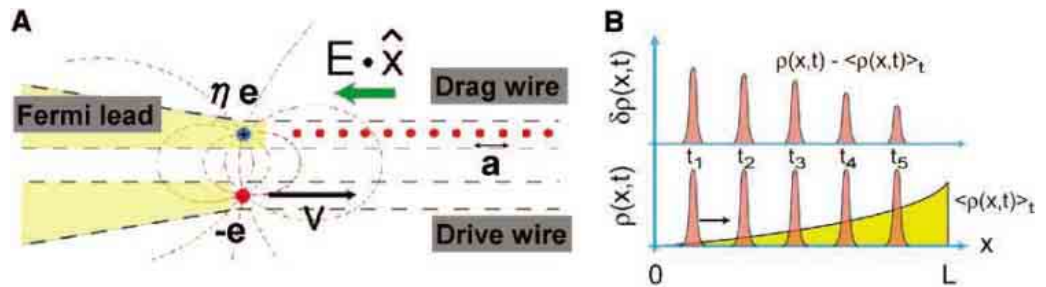 A
Fermi lead
η e
E · x̂
Drag wire
a
V
-e
Drive wire
B
δρ(x,t)
ρ(x,t) - <ρ(x,t)>t
t1 t2 t3 t4 t5
ρ(x,t)
<ρ(x,t)>t
x
0 L